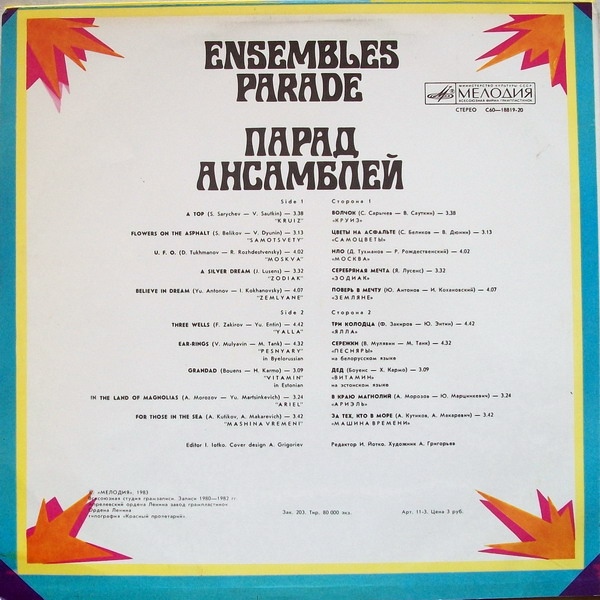 ENSEMBLES
PARADE
МИНИСТЕРСТВО КУЛЬТУРЫ СССР
МЕЛОДИЯ
ВСЕСОЮЗНАЯ ФИРМА ГРАМПЛАСТИНОК
СТЕРЕО С60—18819-20
ПАРАД
АНСАМБЛЕЙ
Side 1
A TOP (S. Sarychev — V. Sautkin) — 3.38
"KRUIZ"
FLOWERS ON THE ASPHALT (S. Belikov — V. Dyunin) — 3.13
"SAMOTSVETY"
U. F. O. (D. Tukhmanov — R. Rozhdestvensky) — 4.02
"MOSKVA"
A SILVER DREAM (J. Lusens) — 3.32
"ZODIAK"
BELIEVE IN DREAM (Yu. Antonov — I. Kokhanovsky) — 4.07
"ZEMLYANE"
Side 2
THREE WELLS (F. Zakirov — Yu. Entin) — 4.42
"YALLA"
EAR-RINGS (V. Mulyavin — M. Tank) — 4.32
"PESNYARY"
in Byelorussian
GRANDAD (Bouens — H. Karmo) — 3.09
"VITAMIN"
in Estonian
IN THE LAND OF MAGNOLIAS (A. Morozov — Yu. Martsinkevich) — 3.24
"ARIEL"
FOR THOSE IN THE SEA (A. Kutikov, A. Makarevich) — 3.42
"MASHINA VREMENI"
Editor I. Iotko. Cover design A. Grigoriev
Сторона 1
ВОЛЧОК (С. Сарычев — В. Сауткин) — 3.38
«КРУИЗ»
ЦВЕТЫ НА АСФАЛЬТЕ (С. Беликов — В. Дюнин) — 3.13
«САМОЦВЕТЫ»
НЛО (Д. Тухманов — Р. Рождественский) — 4.02
«МОСКВА»
СЕРЕБРЯНАЯ МЕЧТА (Я. Лусенс) — 3.32
«ЗОДИАК»
ПОВЕРЬ В МЕЧТУ (Ю. Антонов — И. Кохановский) — 4.07
«ЗЕМЛЯНЕ»
Сторона 2
ТРИ КОЛОДЦА (Ф. Закиров — Ю. Энтин) — 4.42
«ЯЛЛА»
СЕРЕЖКИ (В. Мулявин — М. Танк) — 4.32
«ПЕСНЯРЫ»
на белорусском языке
ДЕД (Боуенс — Х. Кармо) — 3.09
«ВИТАМИН»
на эстонском языке
В КРАЮ МАГНОЛИЙ (А. Морозов — Ю. Марцинкевич) — 3.24
«АРИЭЛЬ»
ЗА ТЕХ, КТО В МОРЕ (А. Кутиков, А. Макаревич) — 3.42
«МАШИНА ВРЕМЕНИ»
Редактор И. Йотко. Художник А. Григорьев
«МЕЛОДИЯ», 1983
Всесоюзная студия грамзаписи. Записи 1980—1982 гг.
Апрелевский ордена Ленина завод грампластинок
Ордена Ленина
типография «Красный пролетарий».
Зак. 203. Тир. 80 000 экз.
Арт. 11-3. Цена 3 руб.